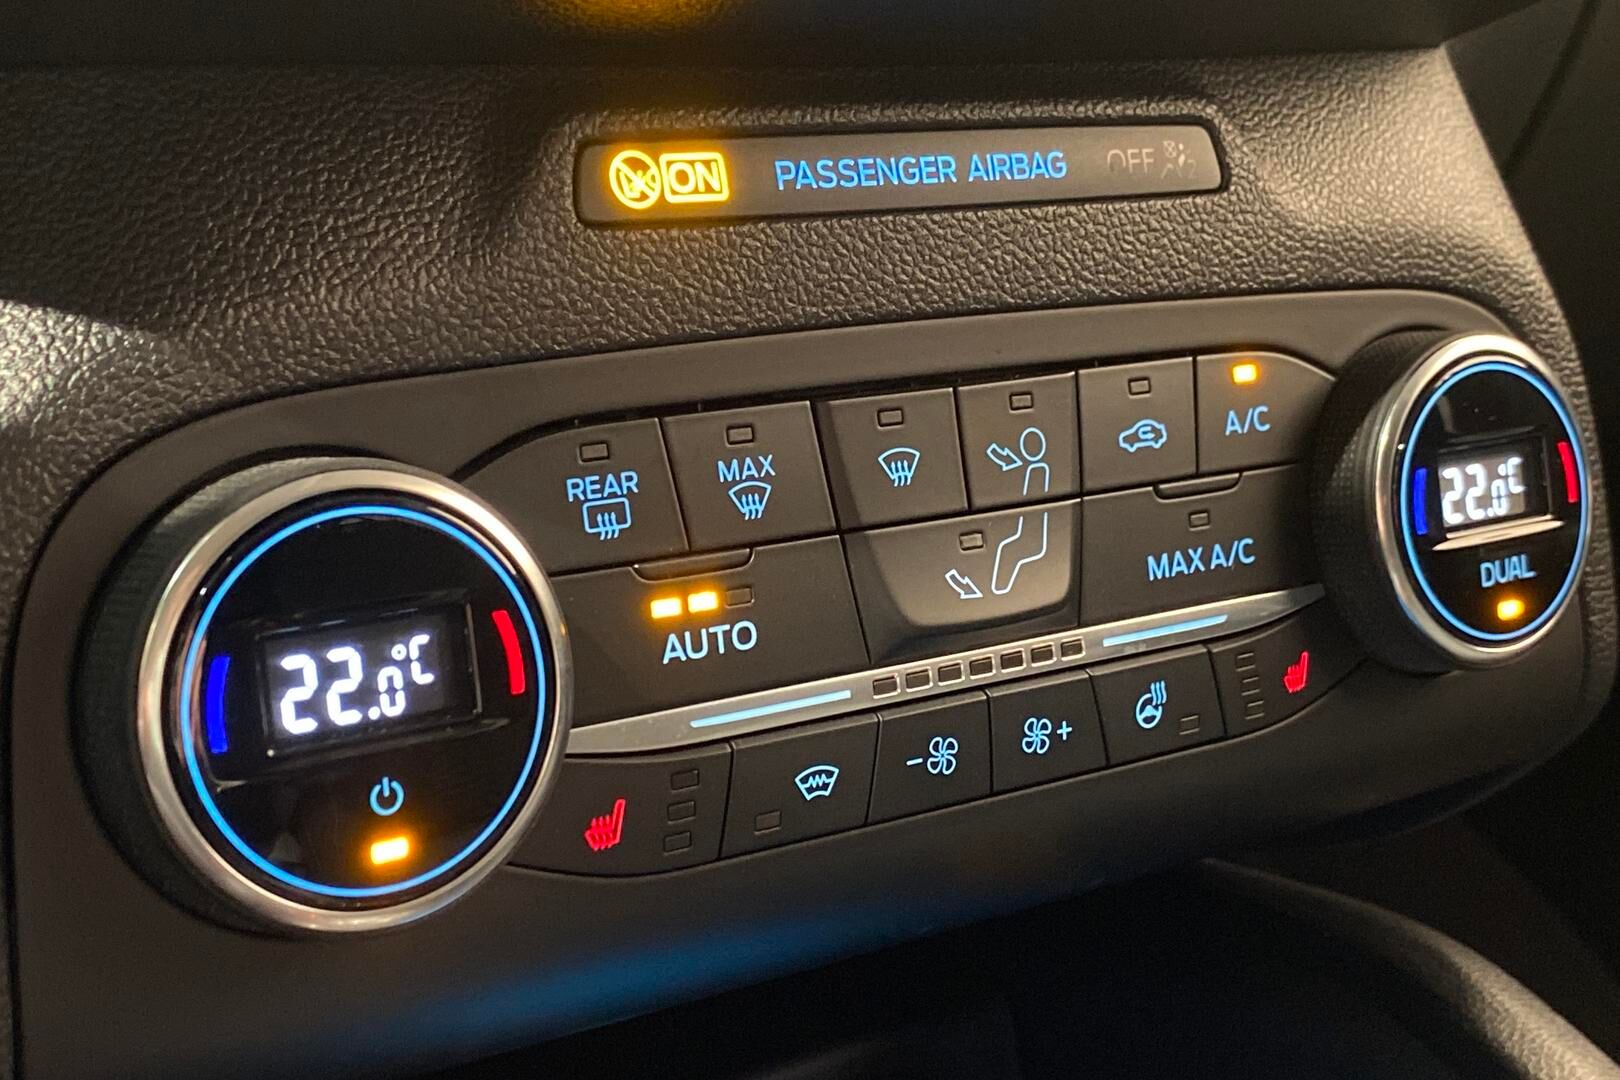 ON PASSENGER AIRBAG OFF
REAR
MAX
A/C
AUTO
MAX A/C
22.0°C
22.0°C
DUAL